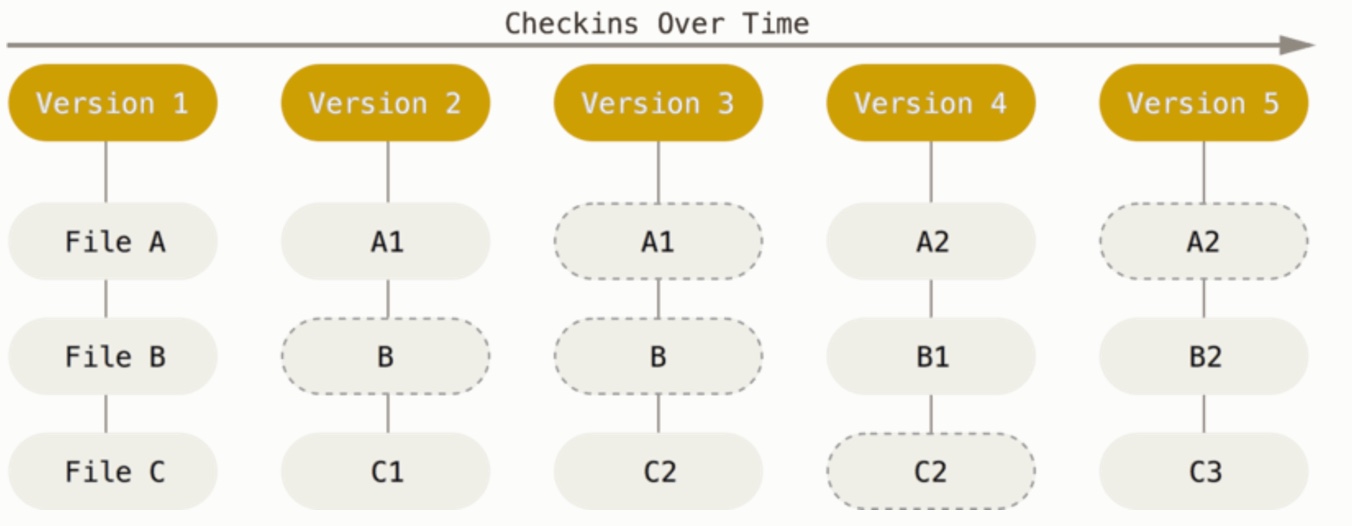 Checkins Over Time
Version 1 Version 2 Version 3 Version 4 Version 5
File A A1 A1 A2 A2
File B B B B1 B2
File C C1 C2 C2 C3